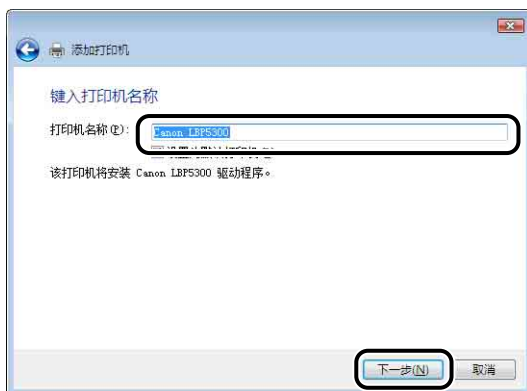 添加打印机
键入打印机名称
打印机名称(P): Canon LBP5300
该打印机将安装 Canon LBP5300 驱动程序。
下一步(N) 取消